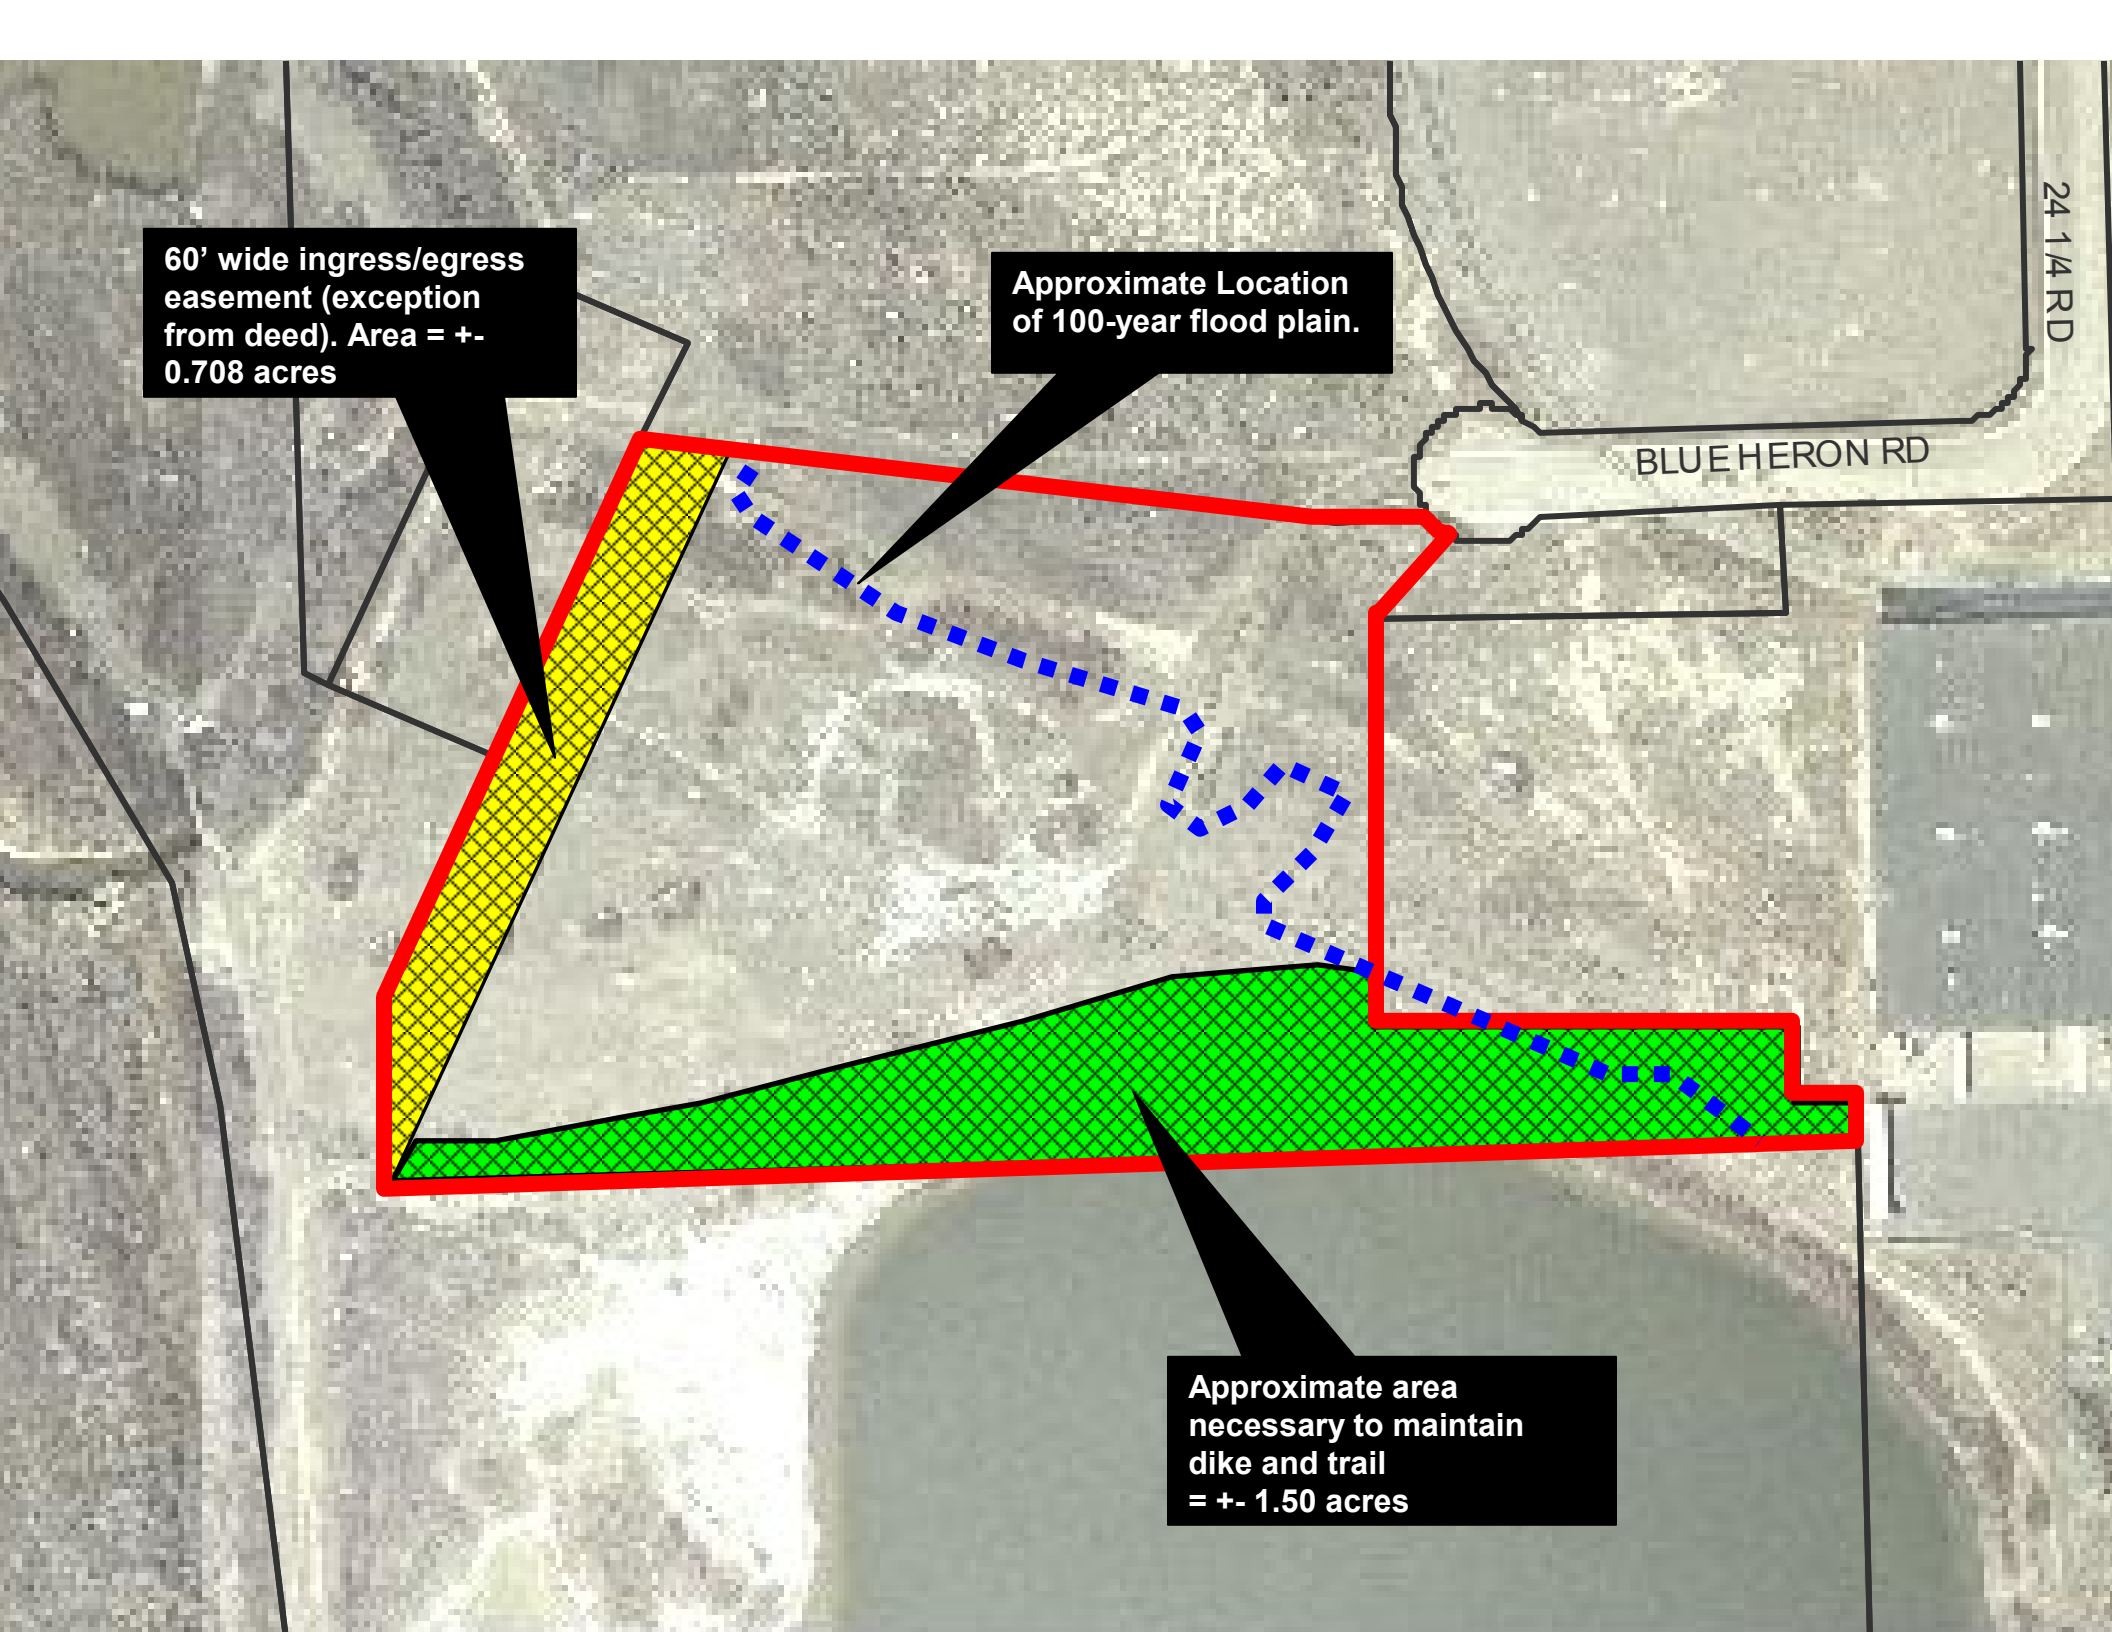 60’ wide ingress/egress
easement (exception
from deed). Area = +-
0.708 acres
Approximate Location
of 100-year flood plain.
24 1/4 RD
BLUE HERON RD
Approximate area
necessary to maintain
dike and trail
= +- 1.50 acres